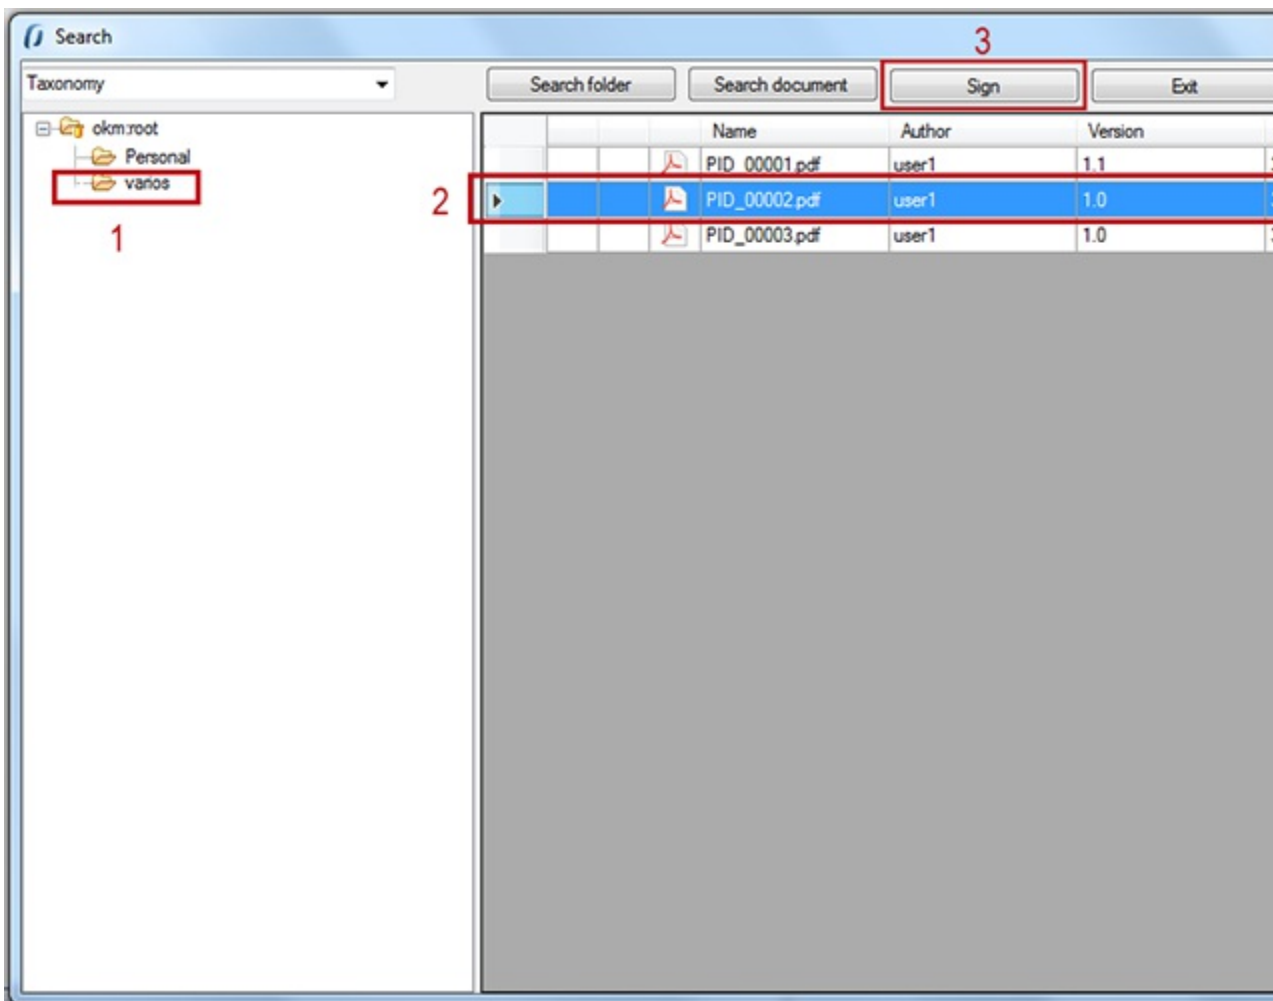 Search
3
Taxonomy
Search folder Search document Sign Exit
okm:root
Personal
varios
1
2
Name Author Version
PID_00001.pdf user1 1.1
PID_00002.pdf user1 1.0
PID_00003.pdf user1 1.0